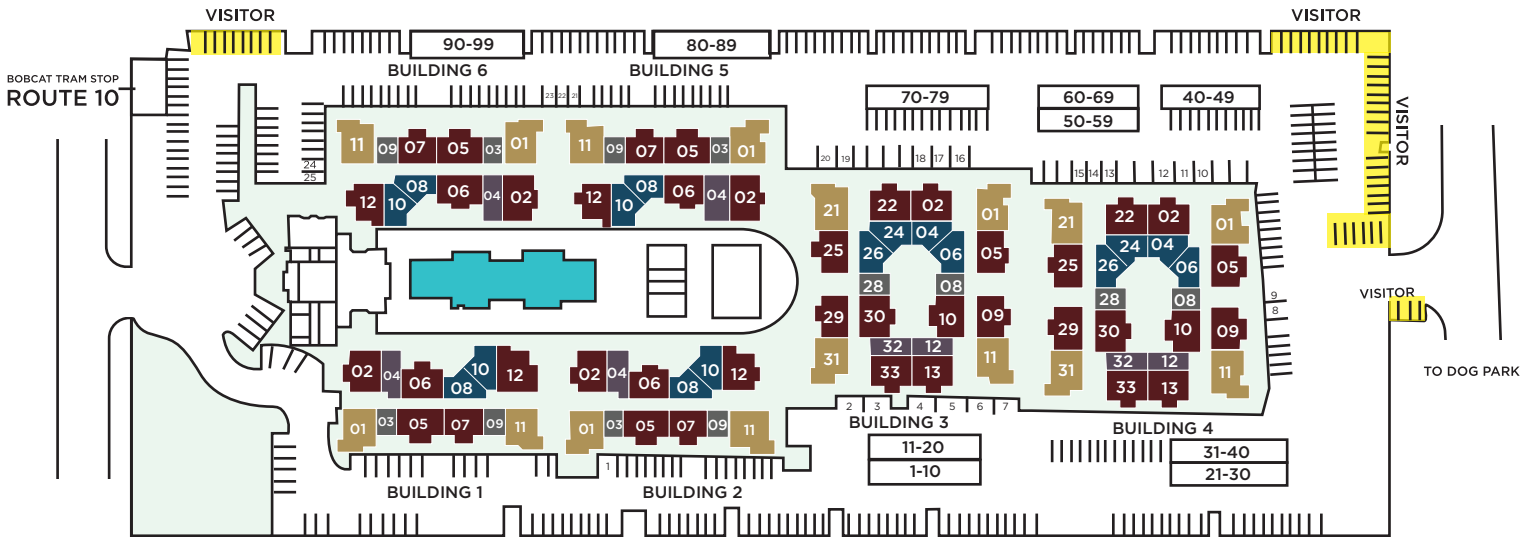 VISITOR
VISITOR
90-99
80-89
BUILDING 6
BUILDING 5
BOBCAT TRAM STOP
ROUTE 10
70-79
60-69
40-49
50-59
VISITOR
23 22 21
11 09 07 05 03 01
11 09 07 05 03 01
24
25
20 19 18 17 16
15 14 13 12 11 10
12 10 08 06 04 02
12 10 08 06 04 02
21 22 02 01
21 22 02 01
24 04
24 04
25 26 06 05
25 26 06 05
28 08
28 08
9
8
VISITOR
29 30 10 09
29 30 10 09
32 12
32 12
31 33 13 11
31 33 13 11
02 04 06 08 10 12
02 04 06 08 10 12
TO DOG PARK
2 3 4 5 6 7
01 03 05 07 09 11
01 03 05 07 09 11
BUILDING 3
BUILDING 4
11-20
1-10
31-40
21-30
1
BUILDING 1
BUILDING 2